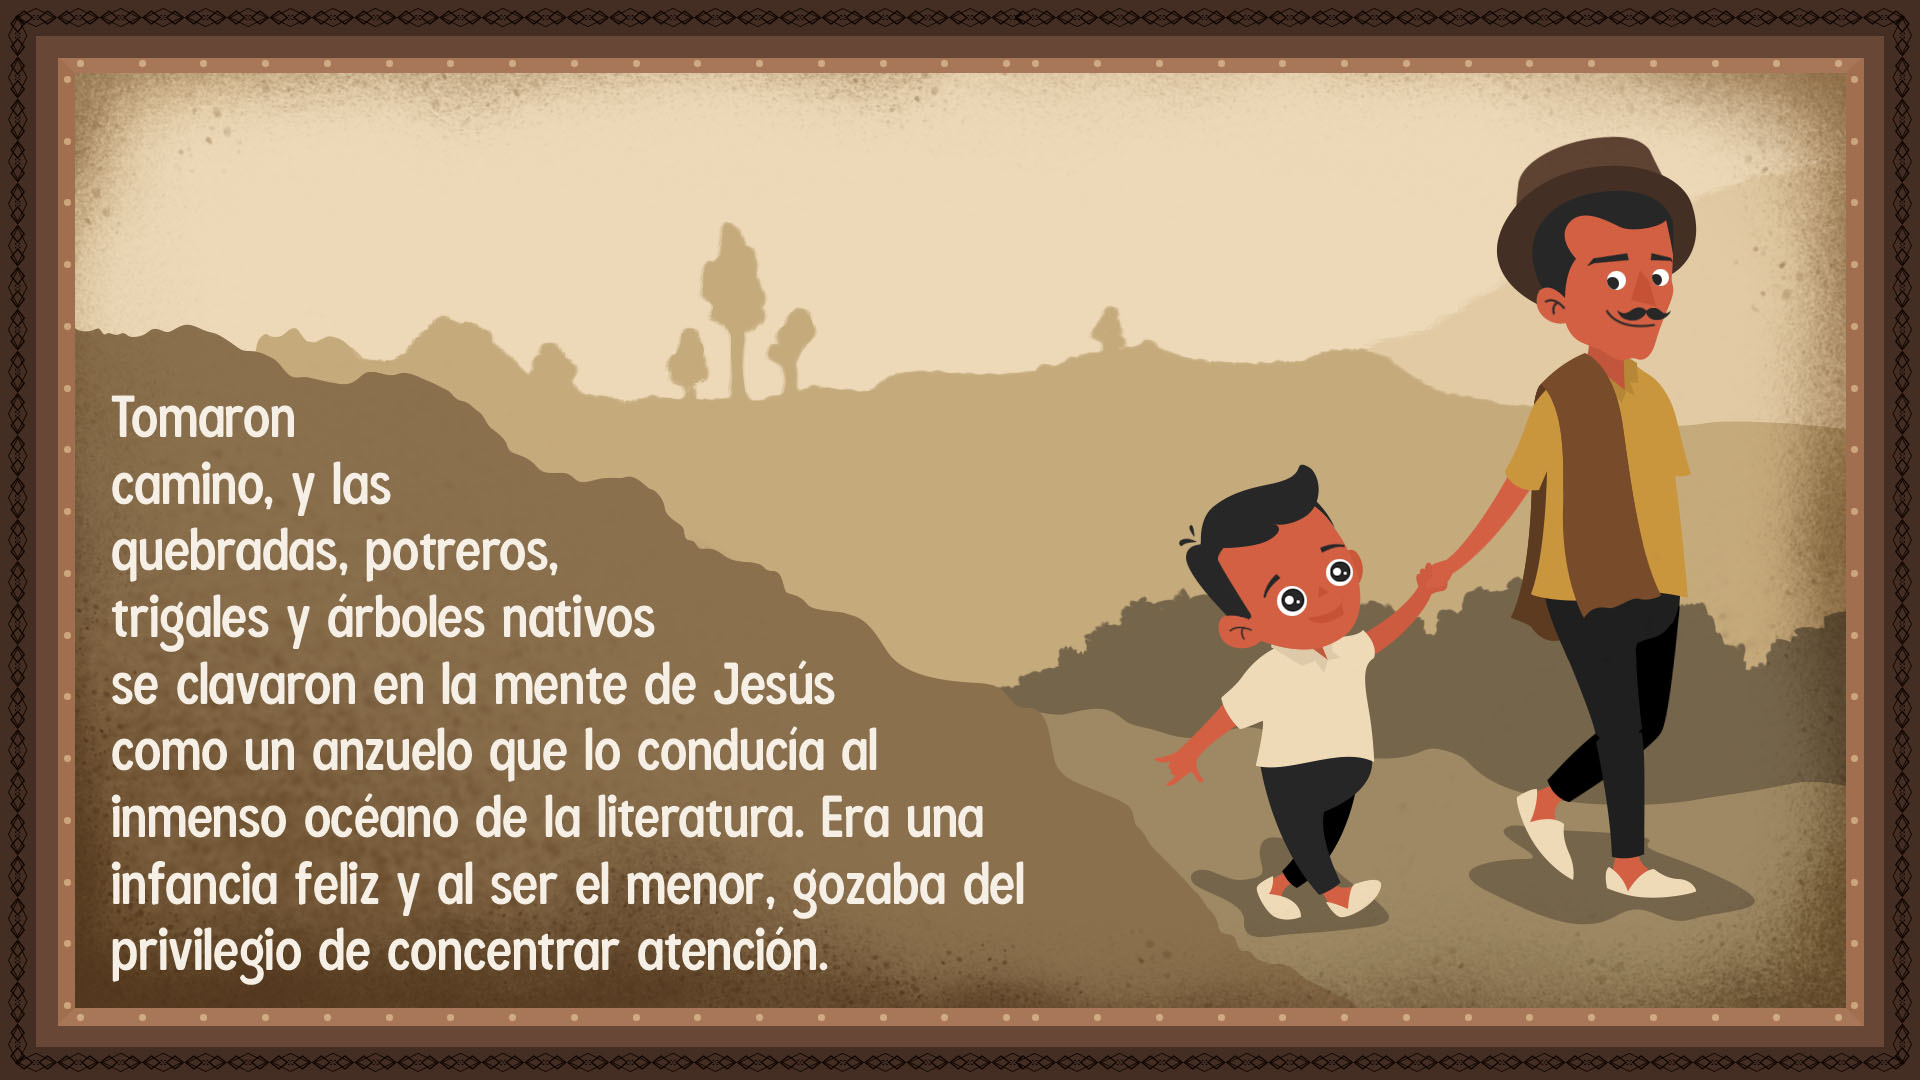 Tomaron
camino, y las
quebradas, potreros,
trigales y árboles nativos
se clavaron en la mente de Jesús
como un anzuelo que lo conducía al
inmenso océano de la literatura. Era una
infancia feliz y al ser el menor, gozaba del
privilegio de concentrar atención.